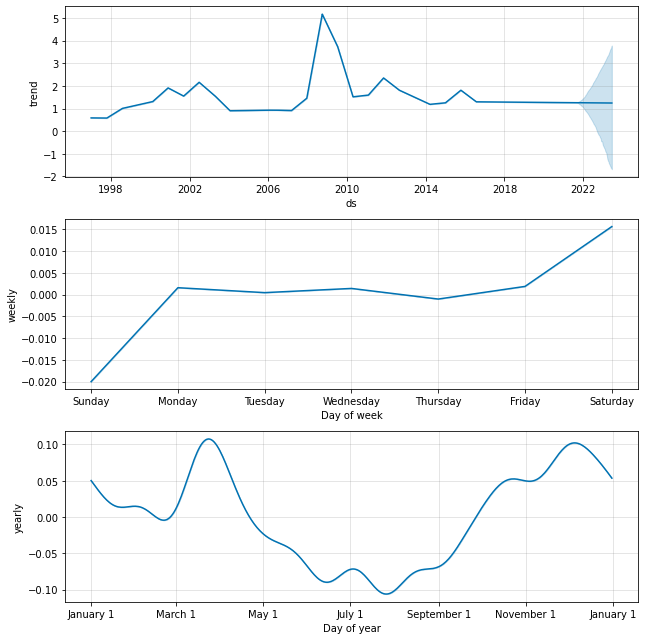 5
4
3
2
1
0
−1
−2
trend
1998 2002 2006 2010 2014 2018 2022
ds
0.015
0.010
0.005
0.000
−0.005
−0.010
−0.015
−0.020
weekly
Sunday Monday Tuesday Wednesday Thursday Friday Saturday
Day of week
0.10
0.05
0.00
−0.05
−0.10
yearly
January 1 March 1 May 1 July 1 September 1 November 1 January 1
Day of year